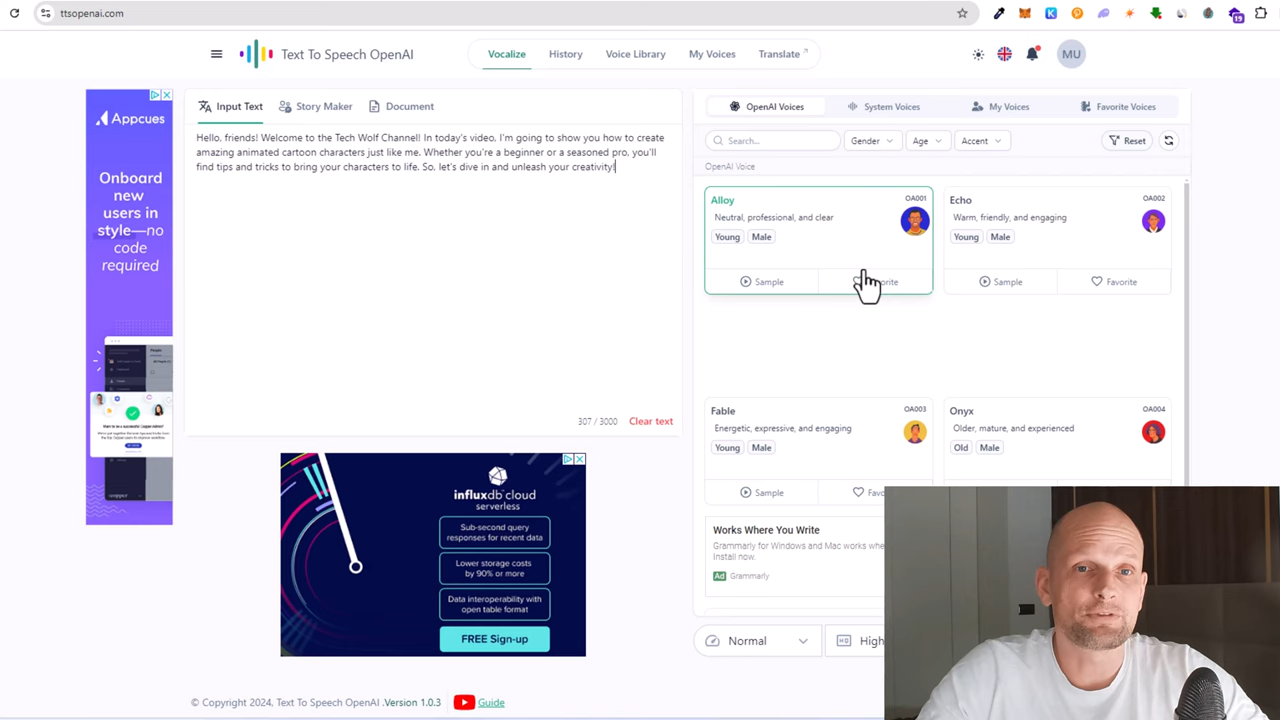 ttsopenai.com
19
Text To Speech OpenAI
Vocalize
History
Voice Library
My Voices
Translate
MU
Appcues
Onboard
new
users in
style—no
code
required
Input Text
Story Maker
Document
Hello, friends! Welcome to the Tech Wolf Channel! In today's video, I'm going to show you how to create
amazing animated cartoon characters just like me. Whether you're a beginner or a seasoned pro, you'll
find tips and tricks to bring your characters to life. So, let's dive in and unleash your creativity!
307 / 3000
Clear text
OpenAI Voices
System Voices
My Voices
Favorite Voices
Search...
Gender
Age
Accent
Reset
OpenAI Voice
Alloy
OA001
Neutral, professional, and clear
Young
Male
Sample
Echo
OA002
Warm, friendly, and engaging
Young
Male
Sample
Favorite
Fable
OA003
Energetic, expressive, and engaging
Young
Male
Sample
Onyx
OA004
Older, mature, and experienced
Old
Male
Works Where You Write
Grammarly for Windows and Mac works
Install now.
Ad
Grammarly
influxdb cloud
serverless
Sub-second query
responses for recent data
Lower storage costs
by 90% or more
Data interoperability with
open table format
FREE Sign-up
Normal
HQ
High
© Copyright 2024, Text To Speech OpenAI .Version 1.0.3
Guide